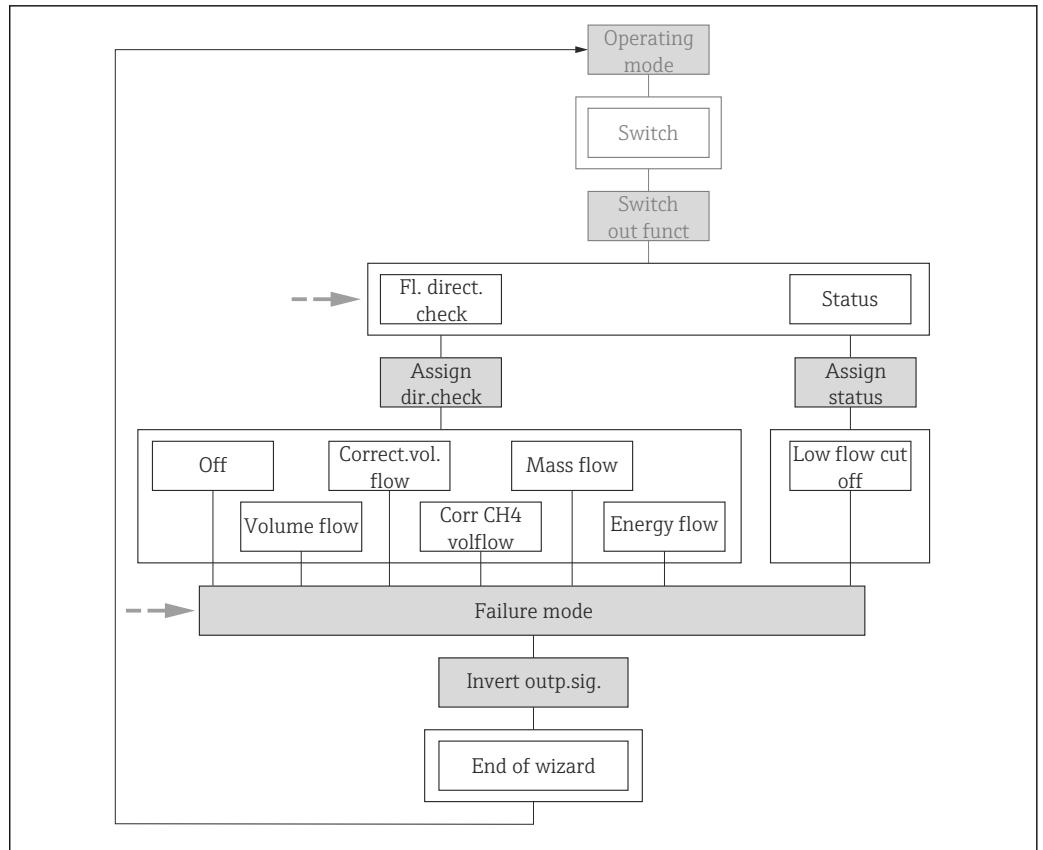 Operating
mode
Switch
Switch
out funct
Fl. direct.
check
Status
Assign
dir.check
Assign
status
Off
Correct.vol.
flow
Mass flow
Low flow cut
off
Volume flow
Corr CH4
volflow
Energy flow
Failure mode
Invert outp.sig.
End of wizard